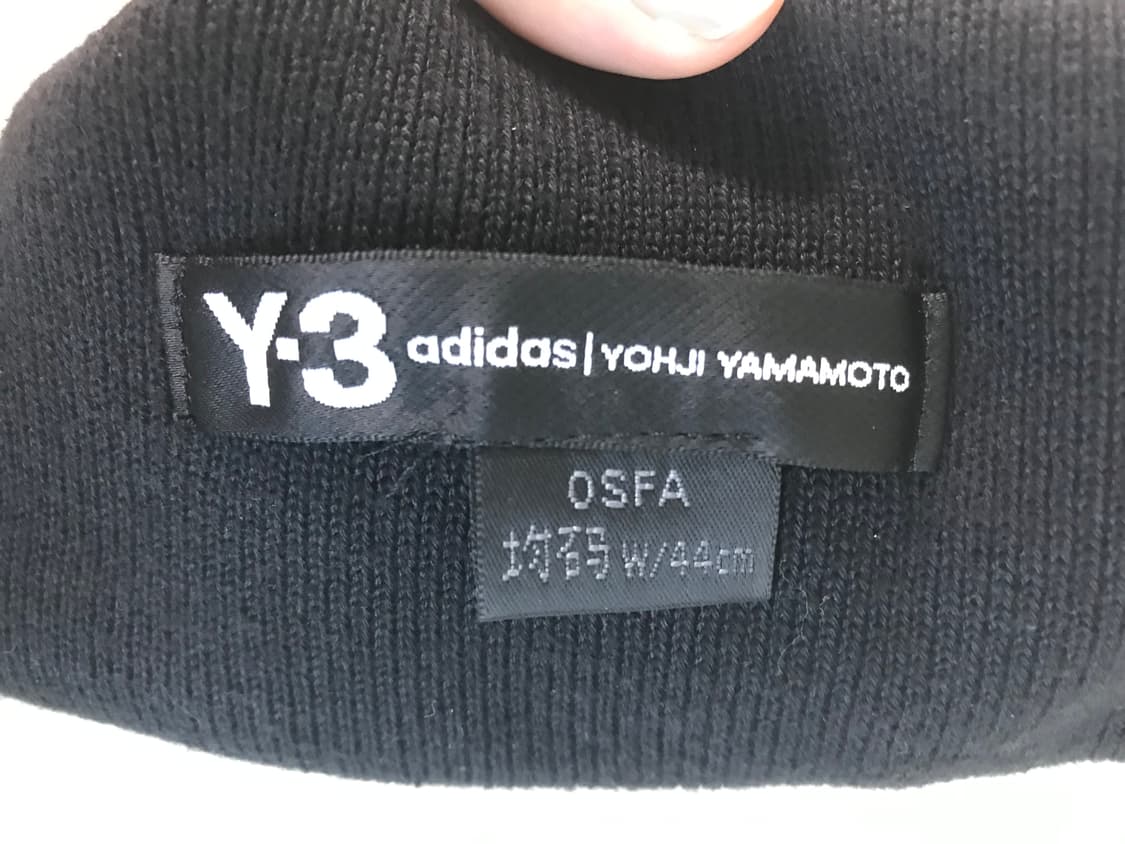 Y-3 adidas | YOHJI YAMAMOTO
OSFA
均码 W/44cm